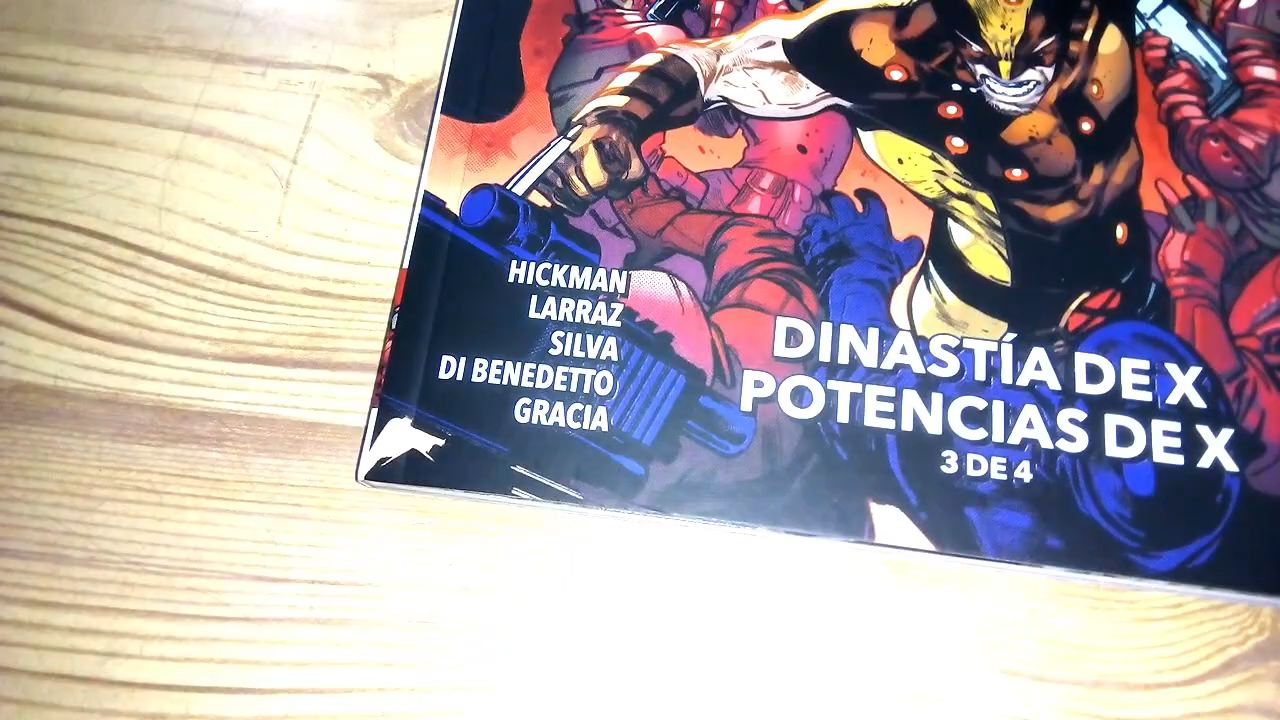 HICKMAN
LARRAZ
SILVA
DI BENEDETTO
GRACIA
DINASTÍA DE X
POTENCIAS DE X
3 DE 4